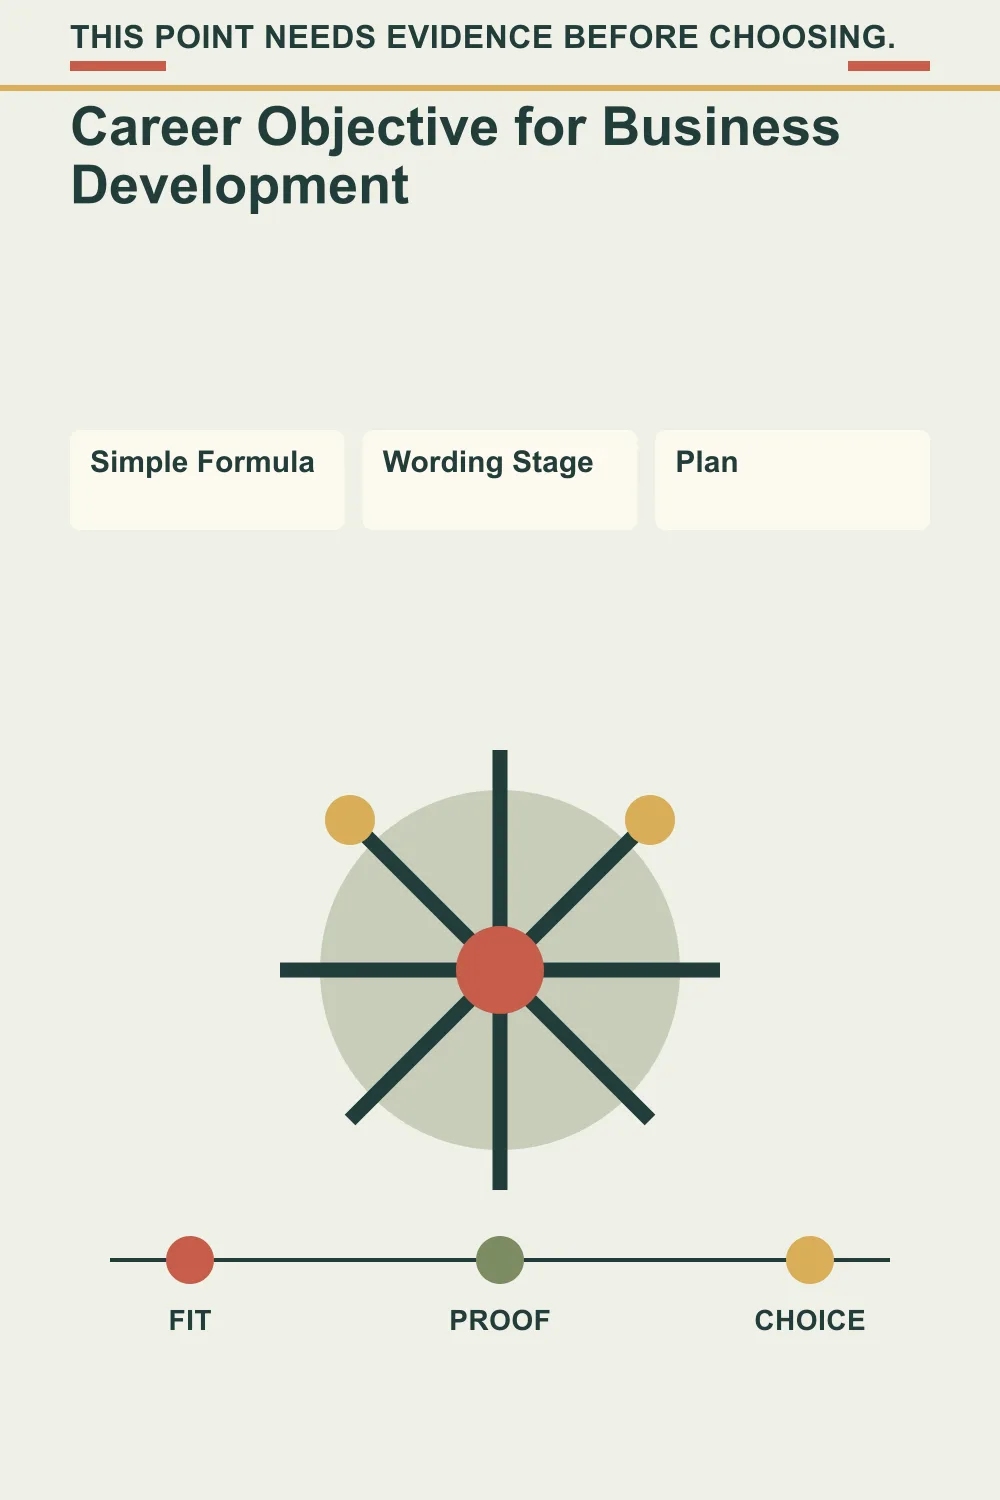 THIS POINT NEEDS EVIDENCE BEFORE CHOOSING.
Career Objective for Business
Development
Simple Formula
Wording Stage
Plan
FIT
PROOF
CHOICE